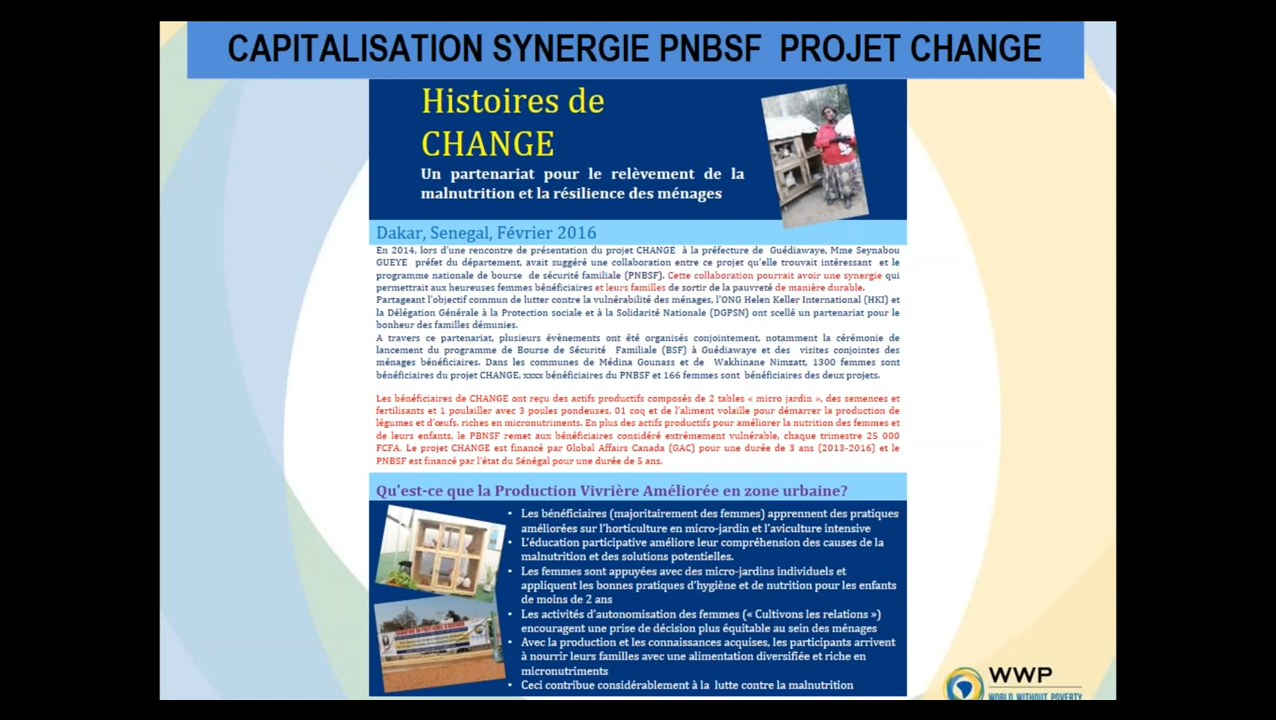 CAPITALISATION SYNERGIE PNBSF PROJET CHANGE
Histoires de
CHANGE
Un partenariat pour le relèvement de la
malnutrition et la résilience des ménages
Dakar, Senegal, Février 2016
En 2014, lors d'une rencontre de présentation du projet CHANGE à la préfecture de Guédiawaye, Mme Seynabou
GUEYE préfet du département, avait suggéré une collaboration entre ce projet qu'elle trouvait intéressant et le
programme nationale de bourse de sécurité familiale (PNBSF). Cette collaboration pourrait avoir une synergie qui
permettrait aux heureuses femmes bénéficiaires et leurs familles de sortir de la pauvreté de manière durable.
Partageant l'objectif commun de lutter contre la vulnérabilité des ménages, l'ONG Helen Keller International (HKI) et
la Délégation Générale à la Protection sociale et à la Solidarité Nationale (DGPSN) ont scellé un partenariat pour le
bonheur des familles démunies.
A travers ce partenariat, plusieurs évènements ont été organisés conjointement, notamment la cérémonie de
lancement du programme de Bourse de Sécurité Familiale (BSF) à Guédiawaye et des visites conjointes des
ménages bénéficiaires. Dans les communes de Médina Gounass et de Wakhinane Nimzatt, 1300 femmes sont
bénéficiaires du projet CHANGE, xxxx bénéficiaires du PNBSF et 166 femmes sont bénéficiaires des deux projets.
Les bénéficiaires de CHANGE ont reçu des actifs productifs composés de 2 tables « micro jardin », des semences et
fertilisants et 1 poulailler avec 3 poules pondeuses, 01 coq et de l'aliment volaille pour démarrer la production de
légumes et d'œufs, riches en micronutriments. En plus des actifs productifs pour améliorer la nutrition des femmes et
de leurs enfants, le PBNSF remet aux bénéficiaires considéré extrêmement vulnérable, chaque trimestre 25 000
FCFA. Le projet CHANGE est financé par Global Affairs Canada (GAC) pour une durée de 3 ans (2013-2016) et le
PNBSF est financé par l'état du Sénégal pour une durée de 5 ans.
Qu'est-ce que la Production Vivrière Améliorée en zone urbaine?
• Les bénéficiaires (majoritairement des femmes) apprennent des pratiques
améliorées sur l'horticulture en micro-jardin et l'aviculture intensive
• L'éducation participative améliore leur compréhension des causes de la
malnutrition et des solutions potentielles.
• Les femmes sont appuyées avec des micro-jardins individuels et
appliquent les bonnes pratiques d'hygiène et de nutrition pour les enfants
de moins de 2 ans
• Les activités d'autonomisation des femmes (« Cultivons les relations »)
encouragent une prise de décision plus équitable au sein des ménages
• Avec la production et les connaissances acquises, les participants arrivent
à nourrir leurs familles avec une alimentation diversifiée et riche en
micronutriments
• Ceci contribue considérablement à la lutte contre la malnutrition
WWP
WORLD WITHOUT POVERTY